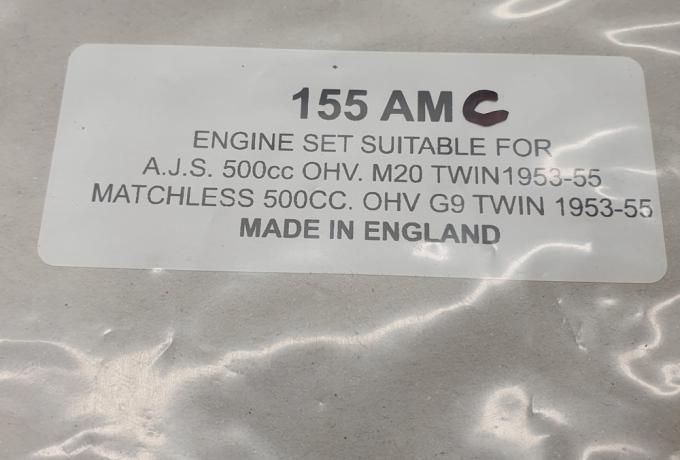 155 AMC
ENGINE SET SUITABLE FOR
A.J.S. 500cc OHV. M20 TWIN1953-55
MATCHLESS 500CC. OHV G9 TWIN 1953-55
MADE IN ENGLAND